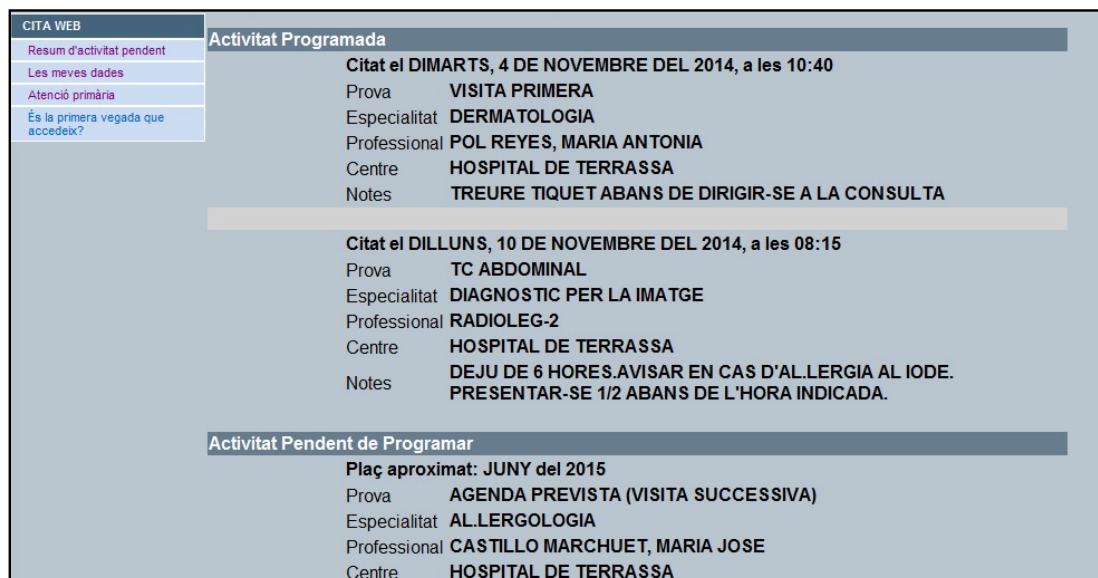 CITA WEB
Resum d'activitat pendent
Les meves dades
Atenció primària
És la primera vegada que
accedeix?
Activitat Programada
Citat el DIMARTS, 4 DE NOVEMBRE DEL 2014, a les 10:40
Prova VISITA PRIMERA
Especialitat DERMATOLOGIA
Professional POL REYES, MARIA ANTONIA
Centre HOSPITAL DE TERRASSA
Notes TREURE TIQUET ABANS DE DIRIGIR-SE A LA CONSULTA
Citat el DILLUNS, 10 DE NOVEMBRE DEL 2014, a les 08:15
Prova TC ABDOMINAL
Especialitat DIAGNOSTIC PER LA IMATGE
Professional RADIOLEG-2
Centre HOSPITAL DE TERRASSA
Notes DEJU DE 6 HORES.AVISAR EN CAS D'AL.LERGIA AL IODE.
PRESENTAR-SE 1/2 ABANS DE L'HORA INDICADA.
Activitat Pendent de Programar
Plaç aproximat: JUNY del 2015
Prova AGENDA PREVISTA (VISITA SUCCESSIVA)
Especialitat AL.LERGOLOGIA
Professional CASTILLO MARCHUET, MARIA JOSE
Centre HOSPITAL DE TERRASSA